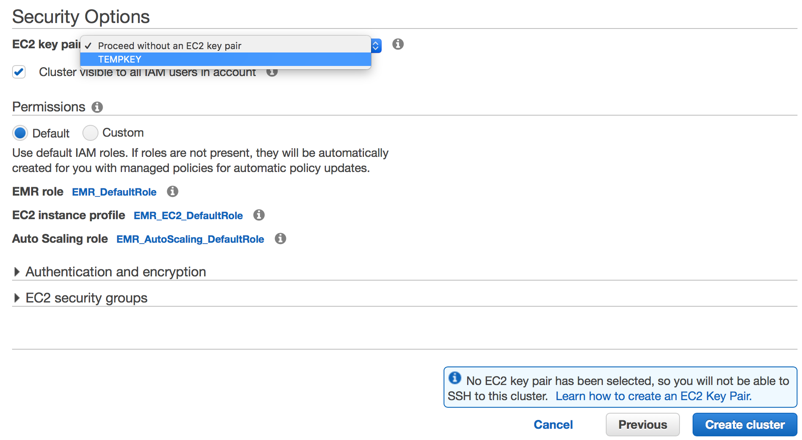 Security Options
EC2 key pair
✓ Proceed without an EC2 key pair
TEMPKEY
Cluster visible to all IAM users in account
Permissions
Default Custom
Use default IAM roles. If roles are not present, they will be automatically
created for you with managed policies for automatic policy updates.
EMR role EMR_DefaultRole
EC2 instance profile EMR_EC2_DefaultRole
Auto Scaling role EMR_AutoScaling_DefaultRole
Authentication and encryption
EC2 security groups
No EC2 key pair has been selected, so you will not be able to
SSH to this cluster. Learn how to create an EC2 Key Pair.
Cancel Previous Create cluster